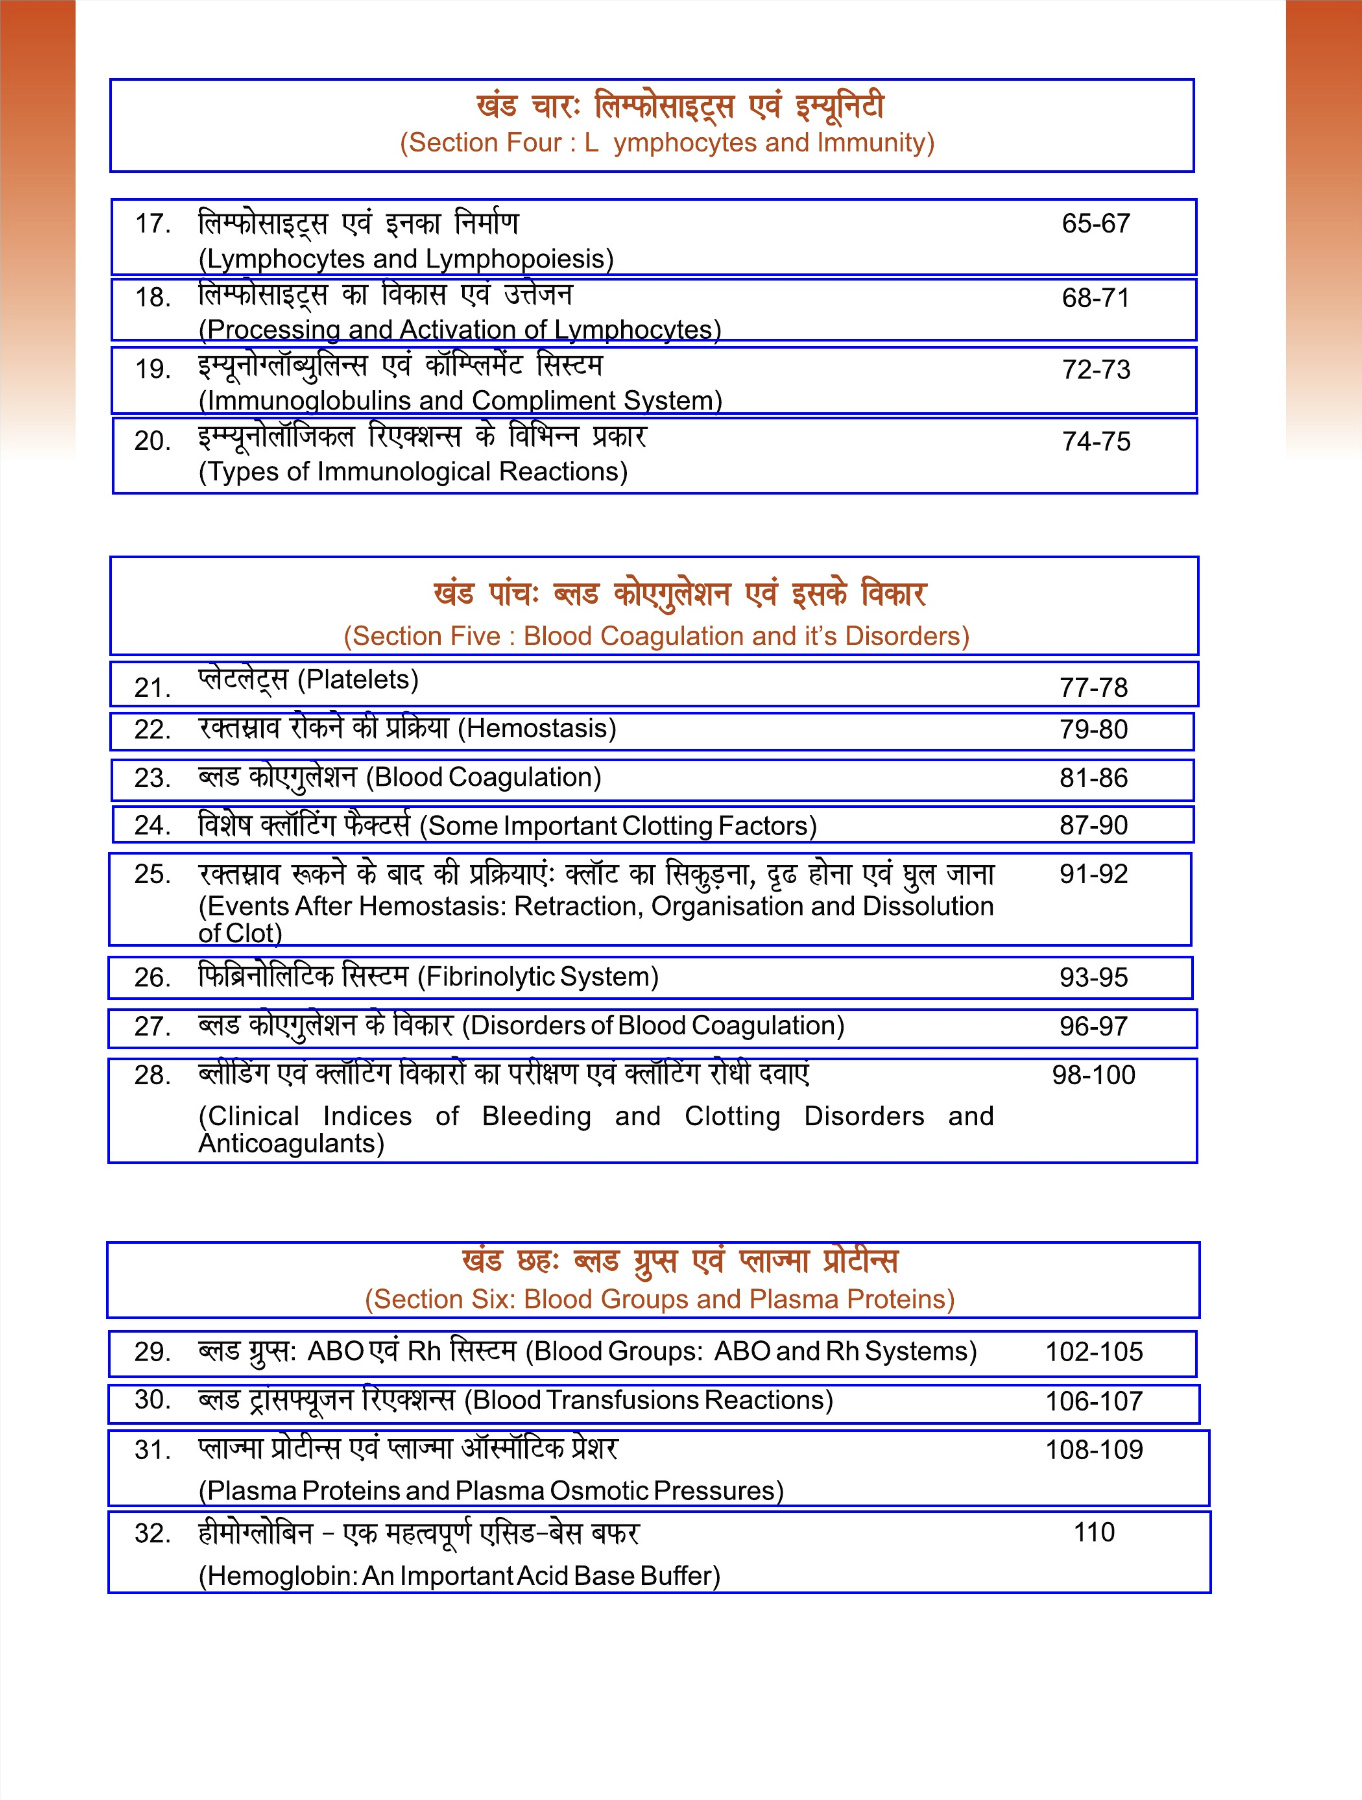 खंड चारः लिम्फोसाइट्स एवं इम्यूनिटी
(Section Four : L ymphocytes and Immunity)
17. लिम्फोसाइट्स एवं इनका निर्माण 65-67
(Lymphocytes and Lymphopoiesis)
18. लिम्फोसाइट्स का विकास एवं उत्तेजन 68-71
(Processing and Activation of Lymphocytes)
19. इम्यूनोग्लॉब्युलिन्स एवं कॉम्प्लिमेंट सिस्टम 72-73
(Immunoglobulins and Compliment System)
20. इम्म्यूनोलॉजिकल रिएक्शन्स के विभिन्न प्रकार 74-75
(Types of Immunological Reactions)
खंड पांचः ब्लड कोएगुलेशन एवं इसके विकार
(Section Five : Blood Coagulation and it's Disorders)
21. प्लेटलेट्स (Platelets) 77-78
22. रक्तस्राव रोकने की प्रक्रिया (Hemostasis) 79-80
23. ब्लड कोएगुलेशन (Blood Coagulation) 81-86
24. विशेष क्लॉटिंग फैक्टर्स (Some Important Clotting Factors) 87-90
25. रक्तस्राव रूकने के बाद की प्रक्रियाएंः क्लॉट का सिकुड़ना, दृढ होना एवं घुल जाना 91-92
(Events After Hemostasis: Retraction, Organisation and Dissolution
of Clot)
26. फिब्रिनोलिटिक सिस्टम (Fibrinolytic System) 93-95
27. ब्लड कोएगुलेशन के विकार (Disorders of Blood Coagulation) 96-97
28. ब्लीडिंग एवं क्लॉटिंग विकारों का परीक्षण एवं क्लॉटिंग रोधी दवाएं 98-100
(Clinical Indices of Bleeding and Clotting Disorders and
Anticoagulants)
खंड छहः ब्लड ग्रुप्स एवं प्लाज्मा प्रोटीन्स
(Section Six: Blood Groups and Plasma Proteins)
29. ब्लड ग्रुप्स: ABO एवं Rh सिस्टम (Blood Groups: ABO and Rh Systems) 102-105
30. ब्लड ट्रांसफ्यूजन रिएक्शन्स (Blood Transfusions Reactions) 106-107
31. प्लाज्मा प्रोटीन्स एवं प्लाज्मा ऑस्मॉटिक प्रेशर 108-109
(Plasma Proteins and Plasma Osmotic Pressures)
32. हीमोग्लोबिन - एक महत्वपूर्ण एसिड-बेस बफर 110
(Hemoglobin: An Important Acid Base Buffer)